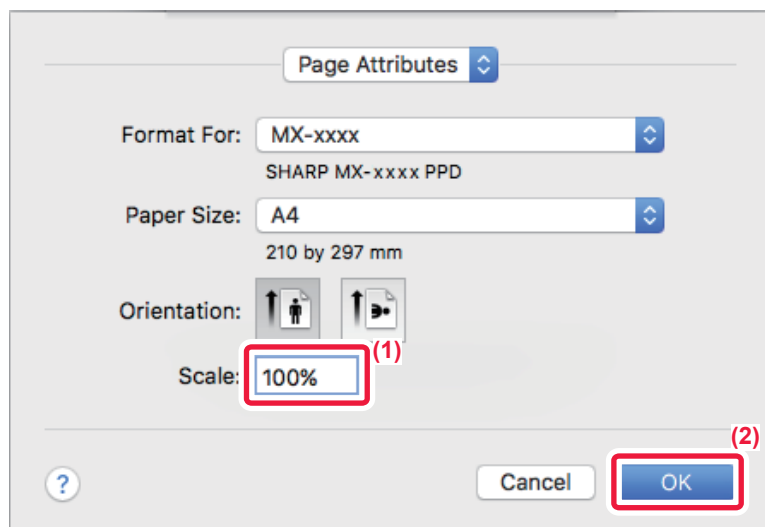 Page Attributes
Format For: MX-xxxx
SHARP MX-xxxx PPD
Paper Size: A4
210 by 297 mm
Orientation:
(1)
Scale: 100%
(2)
? Cancel OK